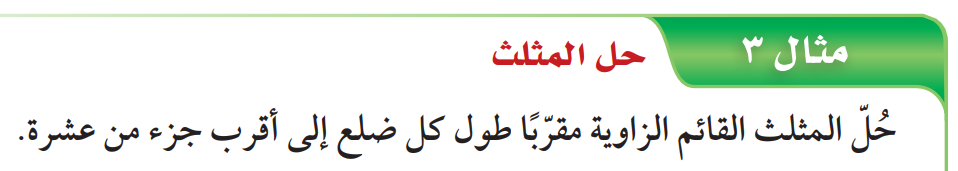 مثال ٣
حل المثلث
حُلّ المثلث القائم الزاوية مقرّبًا طول كل ضلع إلى أقرب جزء من عشرة.